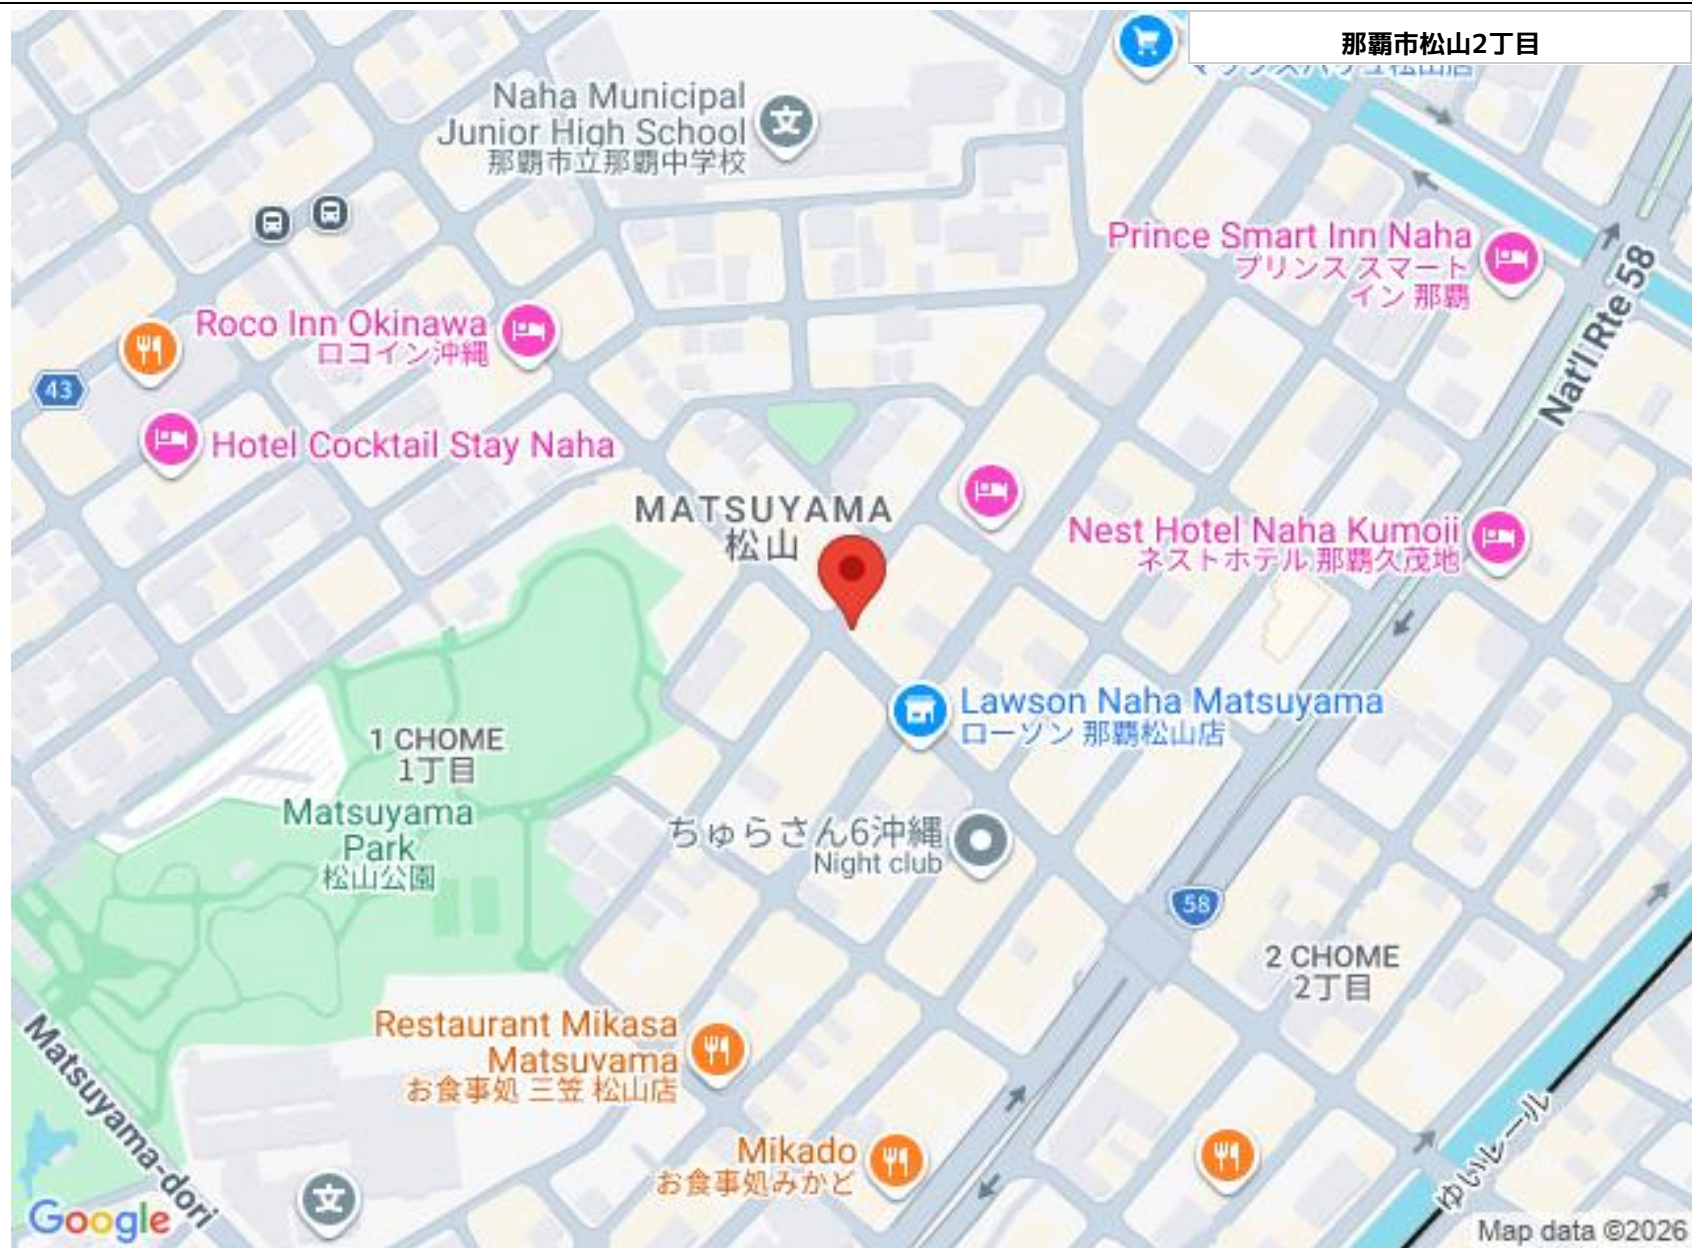 那覇市松山2丁目
Naha Municipal
Junior High School
那覇市立那覇中学校
Prince Smart Inn Naha
プリンス スマート
イン 那覇
Nat'l Rte 58
Roco Inn Okinawa
ロコイン沖縄
43
Hotel Cocktail Stay Naha
MATSUYAMA
松山
Nest Hotel Naha Kumoji
ネストホテル 那覇久茂地
Lawson Naha Matsuyama
ローソン 那覇松山店
1 CHOME
1丁目
Matsuyama
Park
松山公園
ちゅらさん6沖縄
Night club
58
2 CHOME
2丁目
Restaurant Mikasa
Matsuyama
お食事処 三笠 松山店
Matsuyama-dori
Mikado
お食事処みかど
ゆいレール
文
文
Google
Map data ©2026